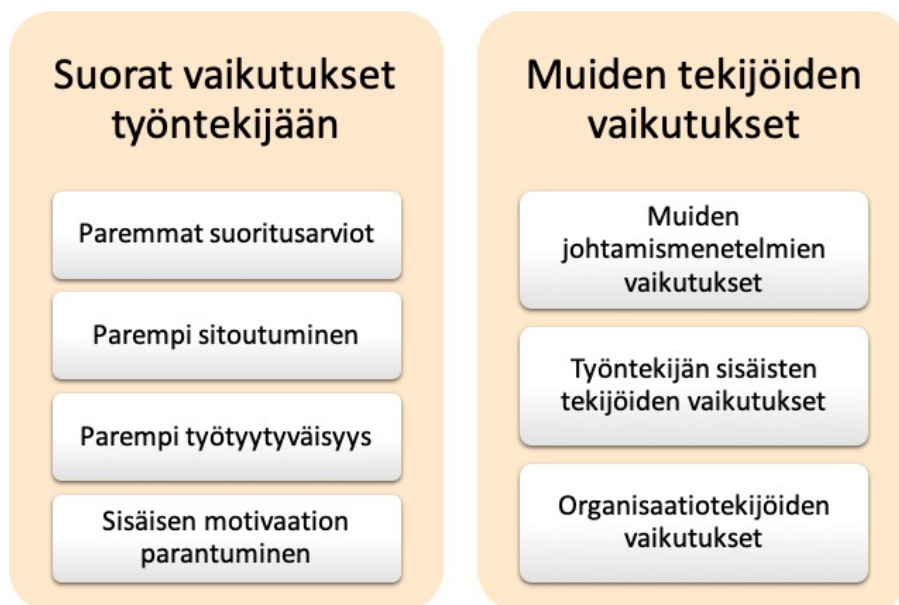 Suorat vaikutukset
työntekijään
Paremmat suoritusarviot
Parempi sitoutuminen
Parempi työtyytyväisyys
Sisäisen motivaation
parantuminen
Muiden tekijöiden
vaikutukset
Muiden
johtamismenetelmien
vaikutukset
Työntekijän sisäisten
tekijöiden vaikutukset
Organisaatiotekijöiden
vaikutukset